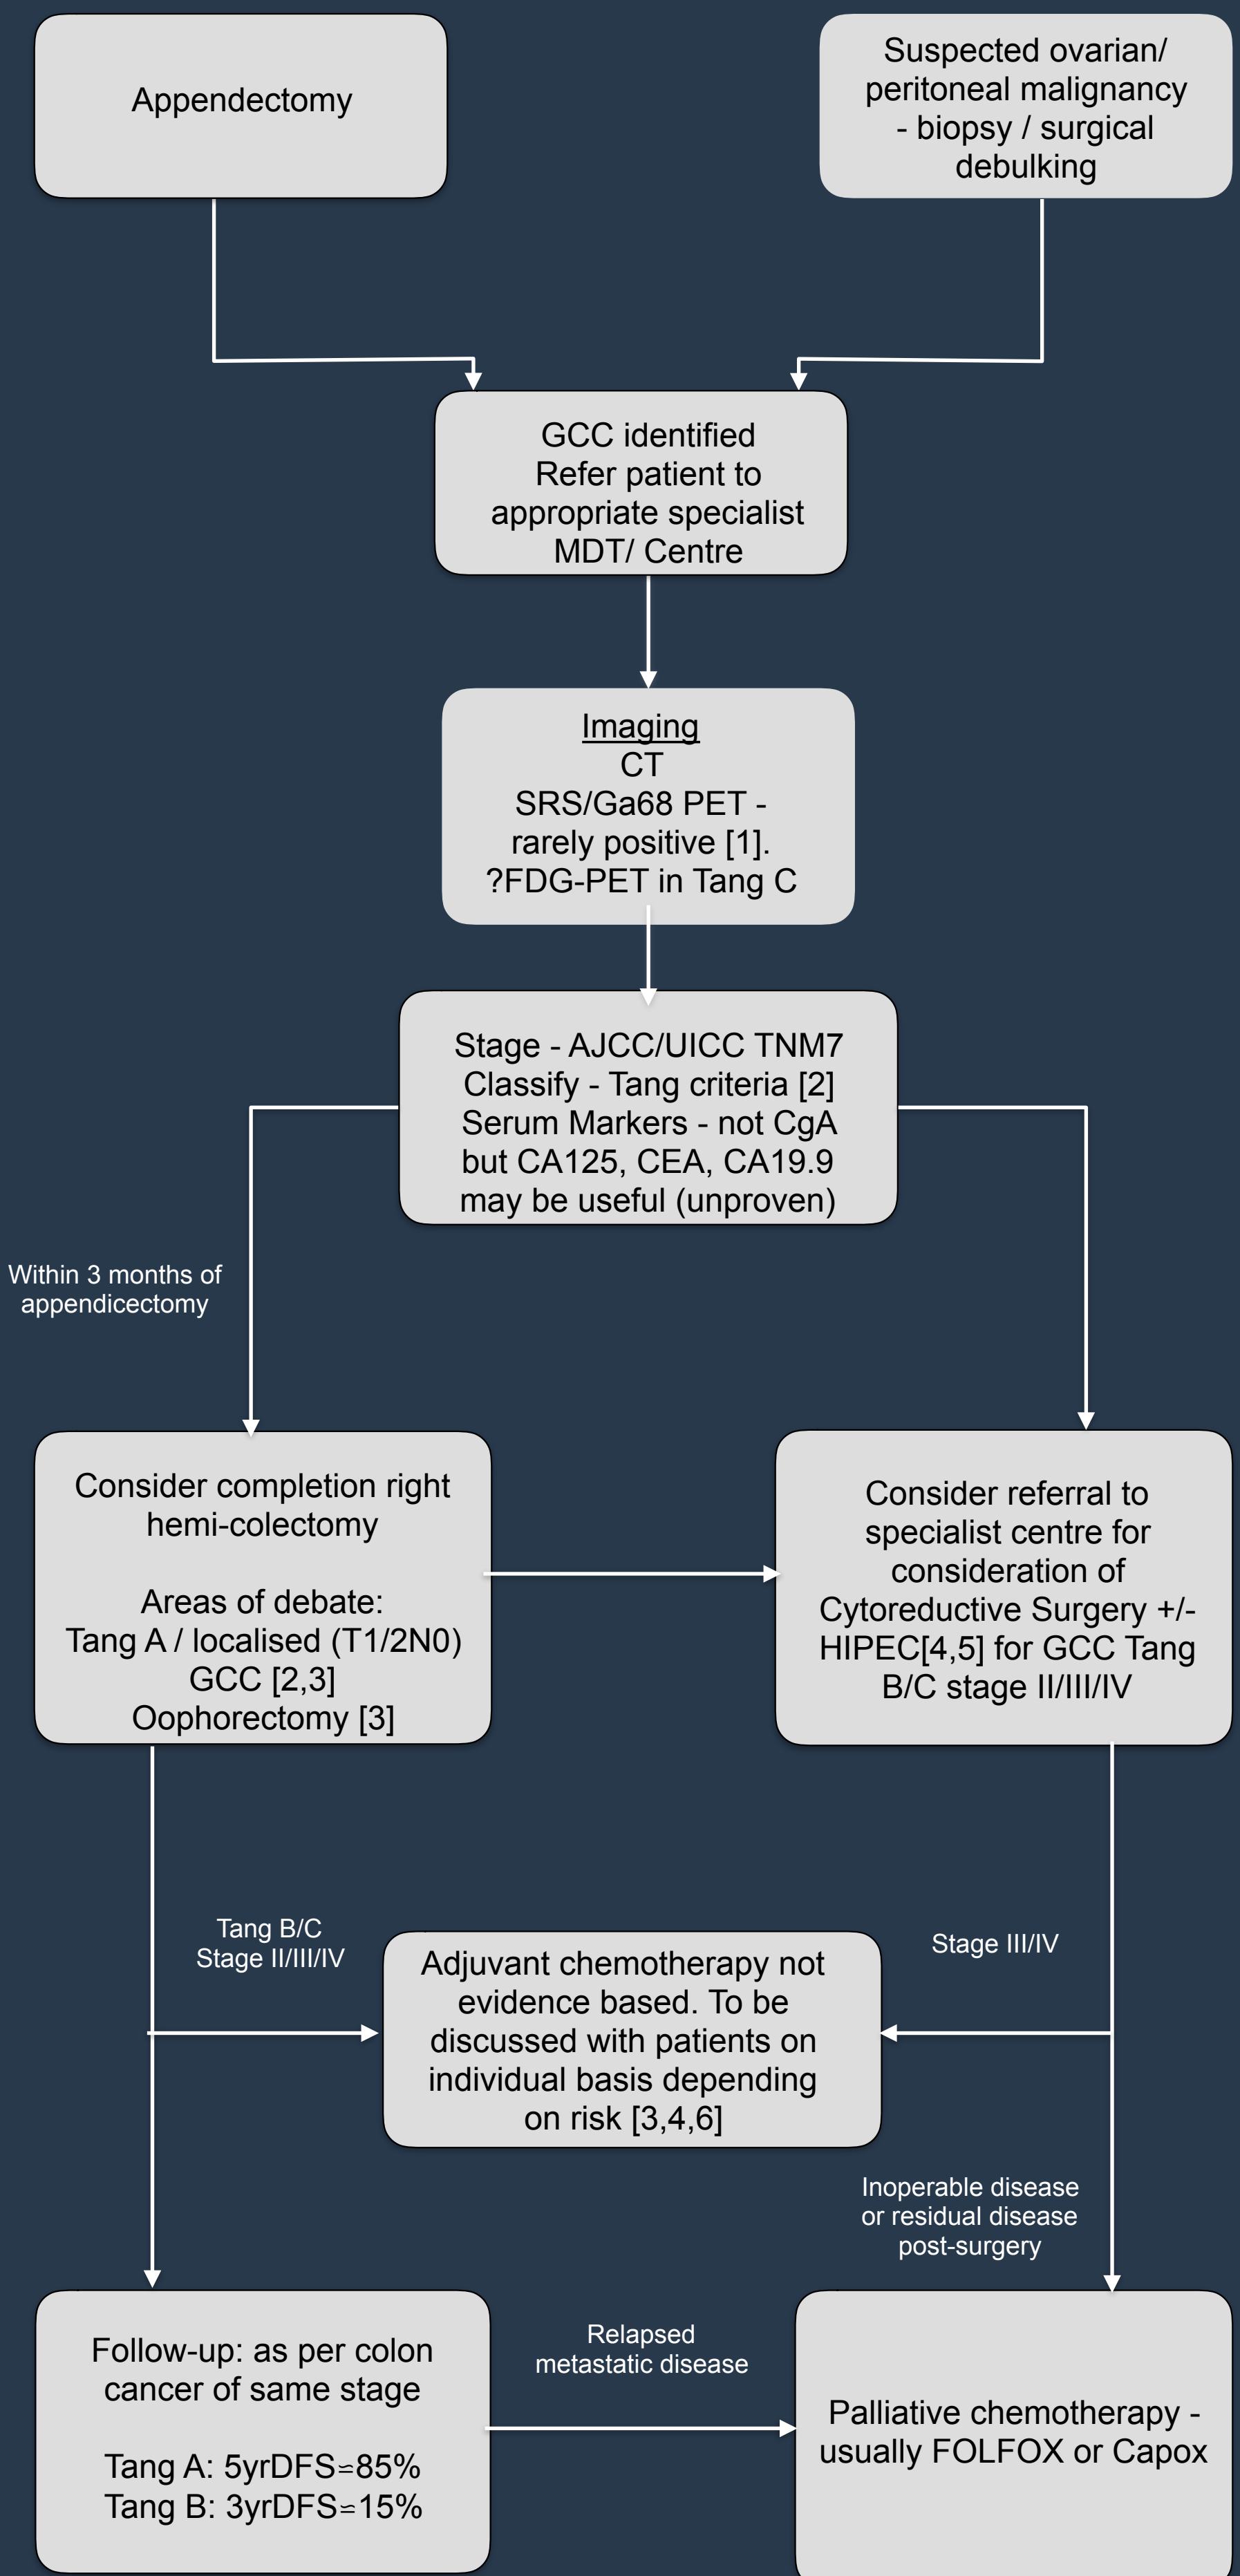 Appendectomy
Suspected ovarian/
peritoneal malignancy
- biopsy / surgical
debulking
GCC identified
Refer patient to
appropriate specialist
MDT/ Centre
Imaging
CT
SRS/Ga68 PET -
rarely positive [1].
?FDG-PET in Tang C
Stage - AJCC/UICC TNM7
Classify - Tang criteria [2]
Serum Markers - not CgA
but CA125, CEA, CA19.9
may be useful (unproven)
Within 3 months of
appendicectomy
Consider completion right
hemi-colectomy
Areas of debate:
Tang A / localised (T1/2N0)
GCC [2,3]
Oophorectomy [3]
Consider referral to
specialist centre for
consideration of
Cytoreductive Surgery +/-
HIPEC[4,5] for GCC Tang
B/C stage II/III/IV
Tang B/C
Stage II/III/IV
Adjuvant chemotherapy not
evidence based. To be
discussed with patients on
individual basis depending
on risk [3,4,6]
Stage III/IV
Inoperable disease
or residual disease
post-surgery
Follow-up: as per colon
cancer of same stage
Tang A: 5yrDFS≌85%
Tang B: 3yrDFS≌15%
Relapsed
metastatic disease
Palliative chemotherapy -
usually FOLFOX or Capox